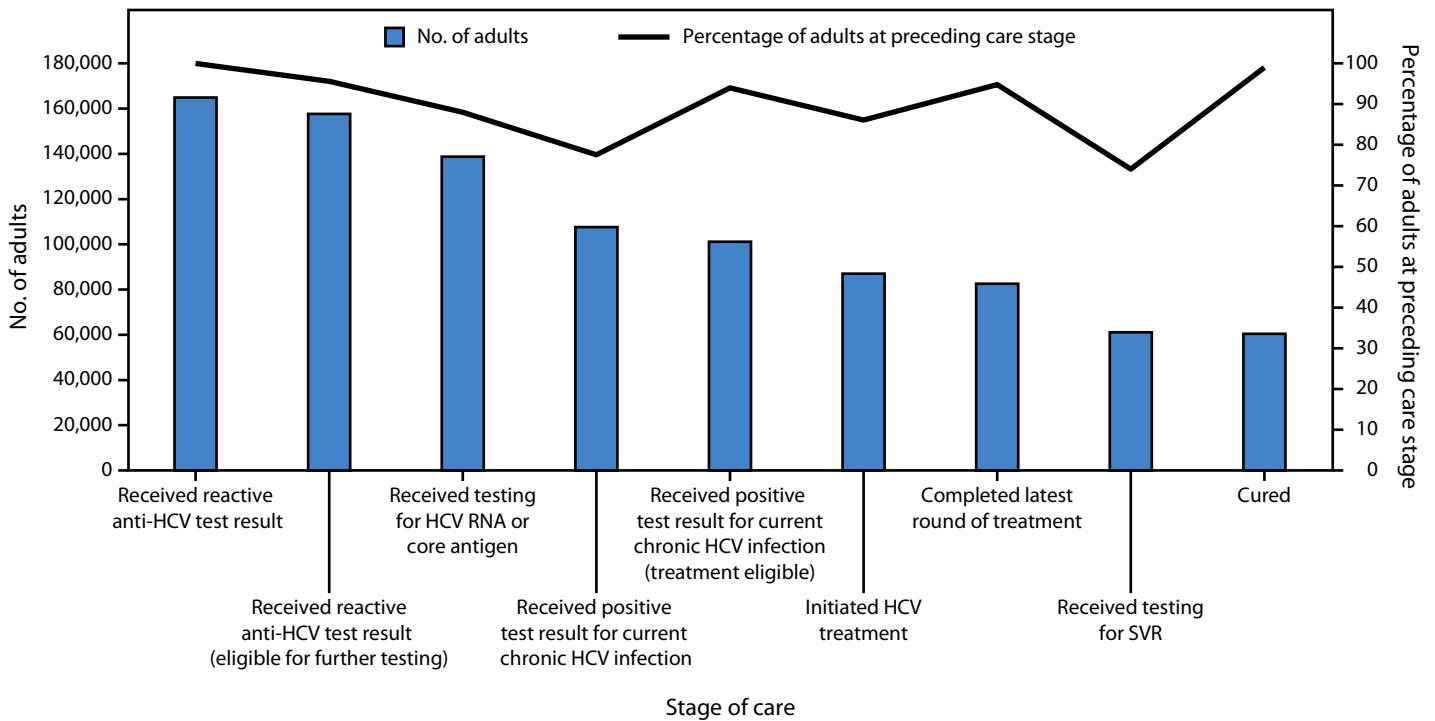 No. of adults
Percentage of adults at preceding care stage
180,000
160,000
140,000
120,000
100,000
80,000
60,000
40,000
20,000
0
No. of adults
100
90
80
70
60
50
40
30
20
10
0
Percentage of adults at preceding care stage
Received reactive
anti-HCV test result
Received reactive
anti-HCV test result
(eligible for further testing)
Received testing
for HCV RNA or
core antigen
Received positive
test result for current
chronic HCV infection
Received positive
test result for current
chronic HCV infection
(treatment eligible)
Initiated HCV
treatment
Completed latest
round of treatment
Received testing
for SVR
Cured
Stage of care